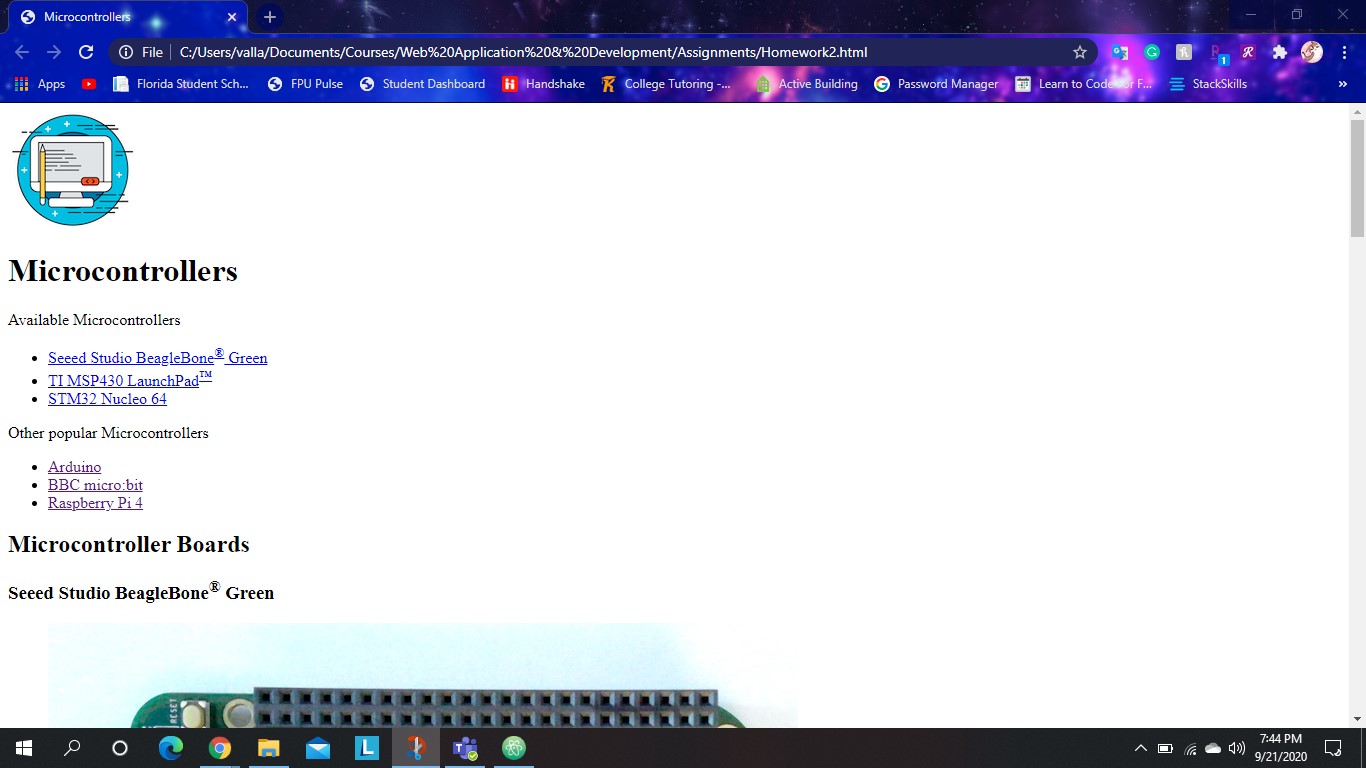 Microcontrollers
File C:/Users/valla/Documents/Courses/Web%20Application%20&%20Development/Assignments/Homework2.html
1
Apps Florida Student Sch... FPU Pulse Student Dashboard Handshake College Tutoring -... Active Building Password Manager Learn to Code for F... StackSkills »
Microcontrollers
Available Microcontrollers
• Seeed Studio BeagleBone® Green
• TI MSP430 LaunchPad™
• STM32 Nucleo 64
Other popular Microcontrollers
• Arduino
• BBC micro:bit
• Raspberry Pi 4
Microcontroller Boards
Seeed Studio BeagleBone® Green
RESET
7:44 PM
9/21/2020